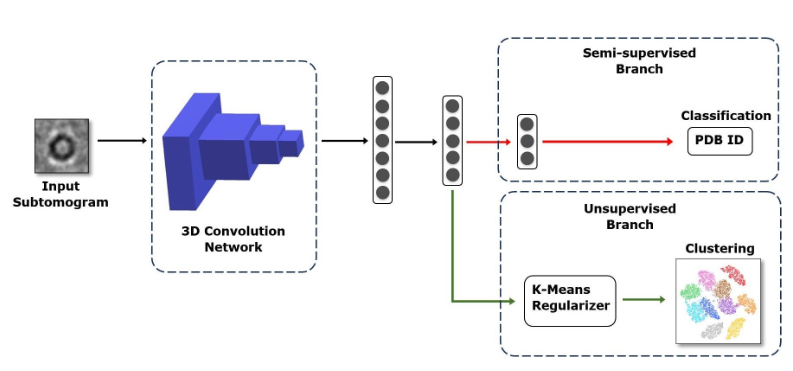 Input
Subtomogram
3D Convolution
Network
Semi-supervised
Branch
Classification
PDB ID
Unsupervised
Branch
Clustering
K-Means
Regularizer